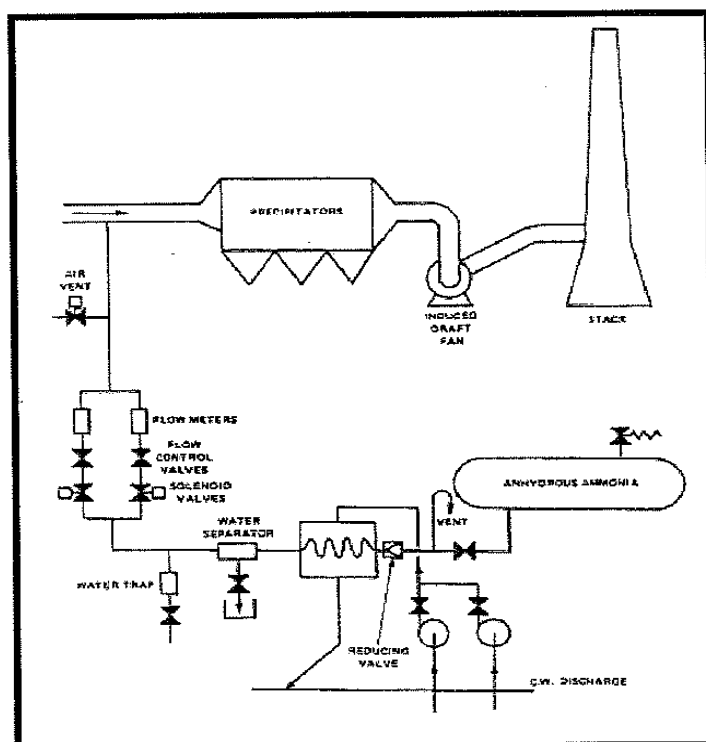 PRECIPITATORS
AIR
VENT
INDUCED
DRAFT
FAN
STACK
FLOW METERS
FLOW
CONTROL
VALVES
SOLENOID
VALVES
ANHYDROUS AMMONIA
VENT
WATER
SEPARATOR
WATER TRAP
REDUCING
VALVE
C.W. DISCHARGE